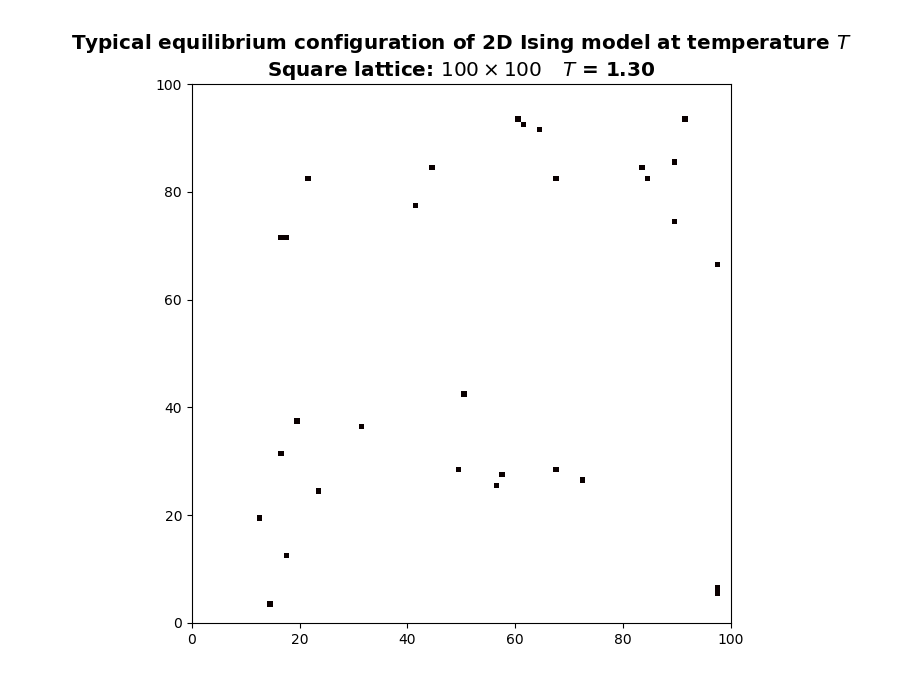 Typical equilibrium configuration of 2D Ising model at temperature T
Square lattice: 100 × 100 T = 1.30
100
80
60
40
20
0
0 20 40 60 80 100